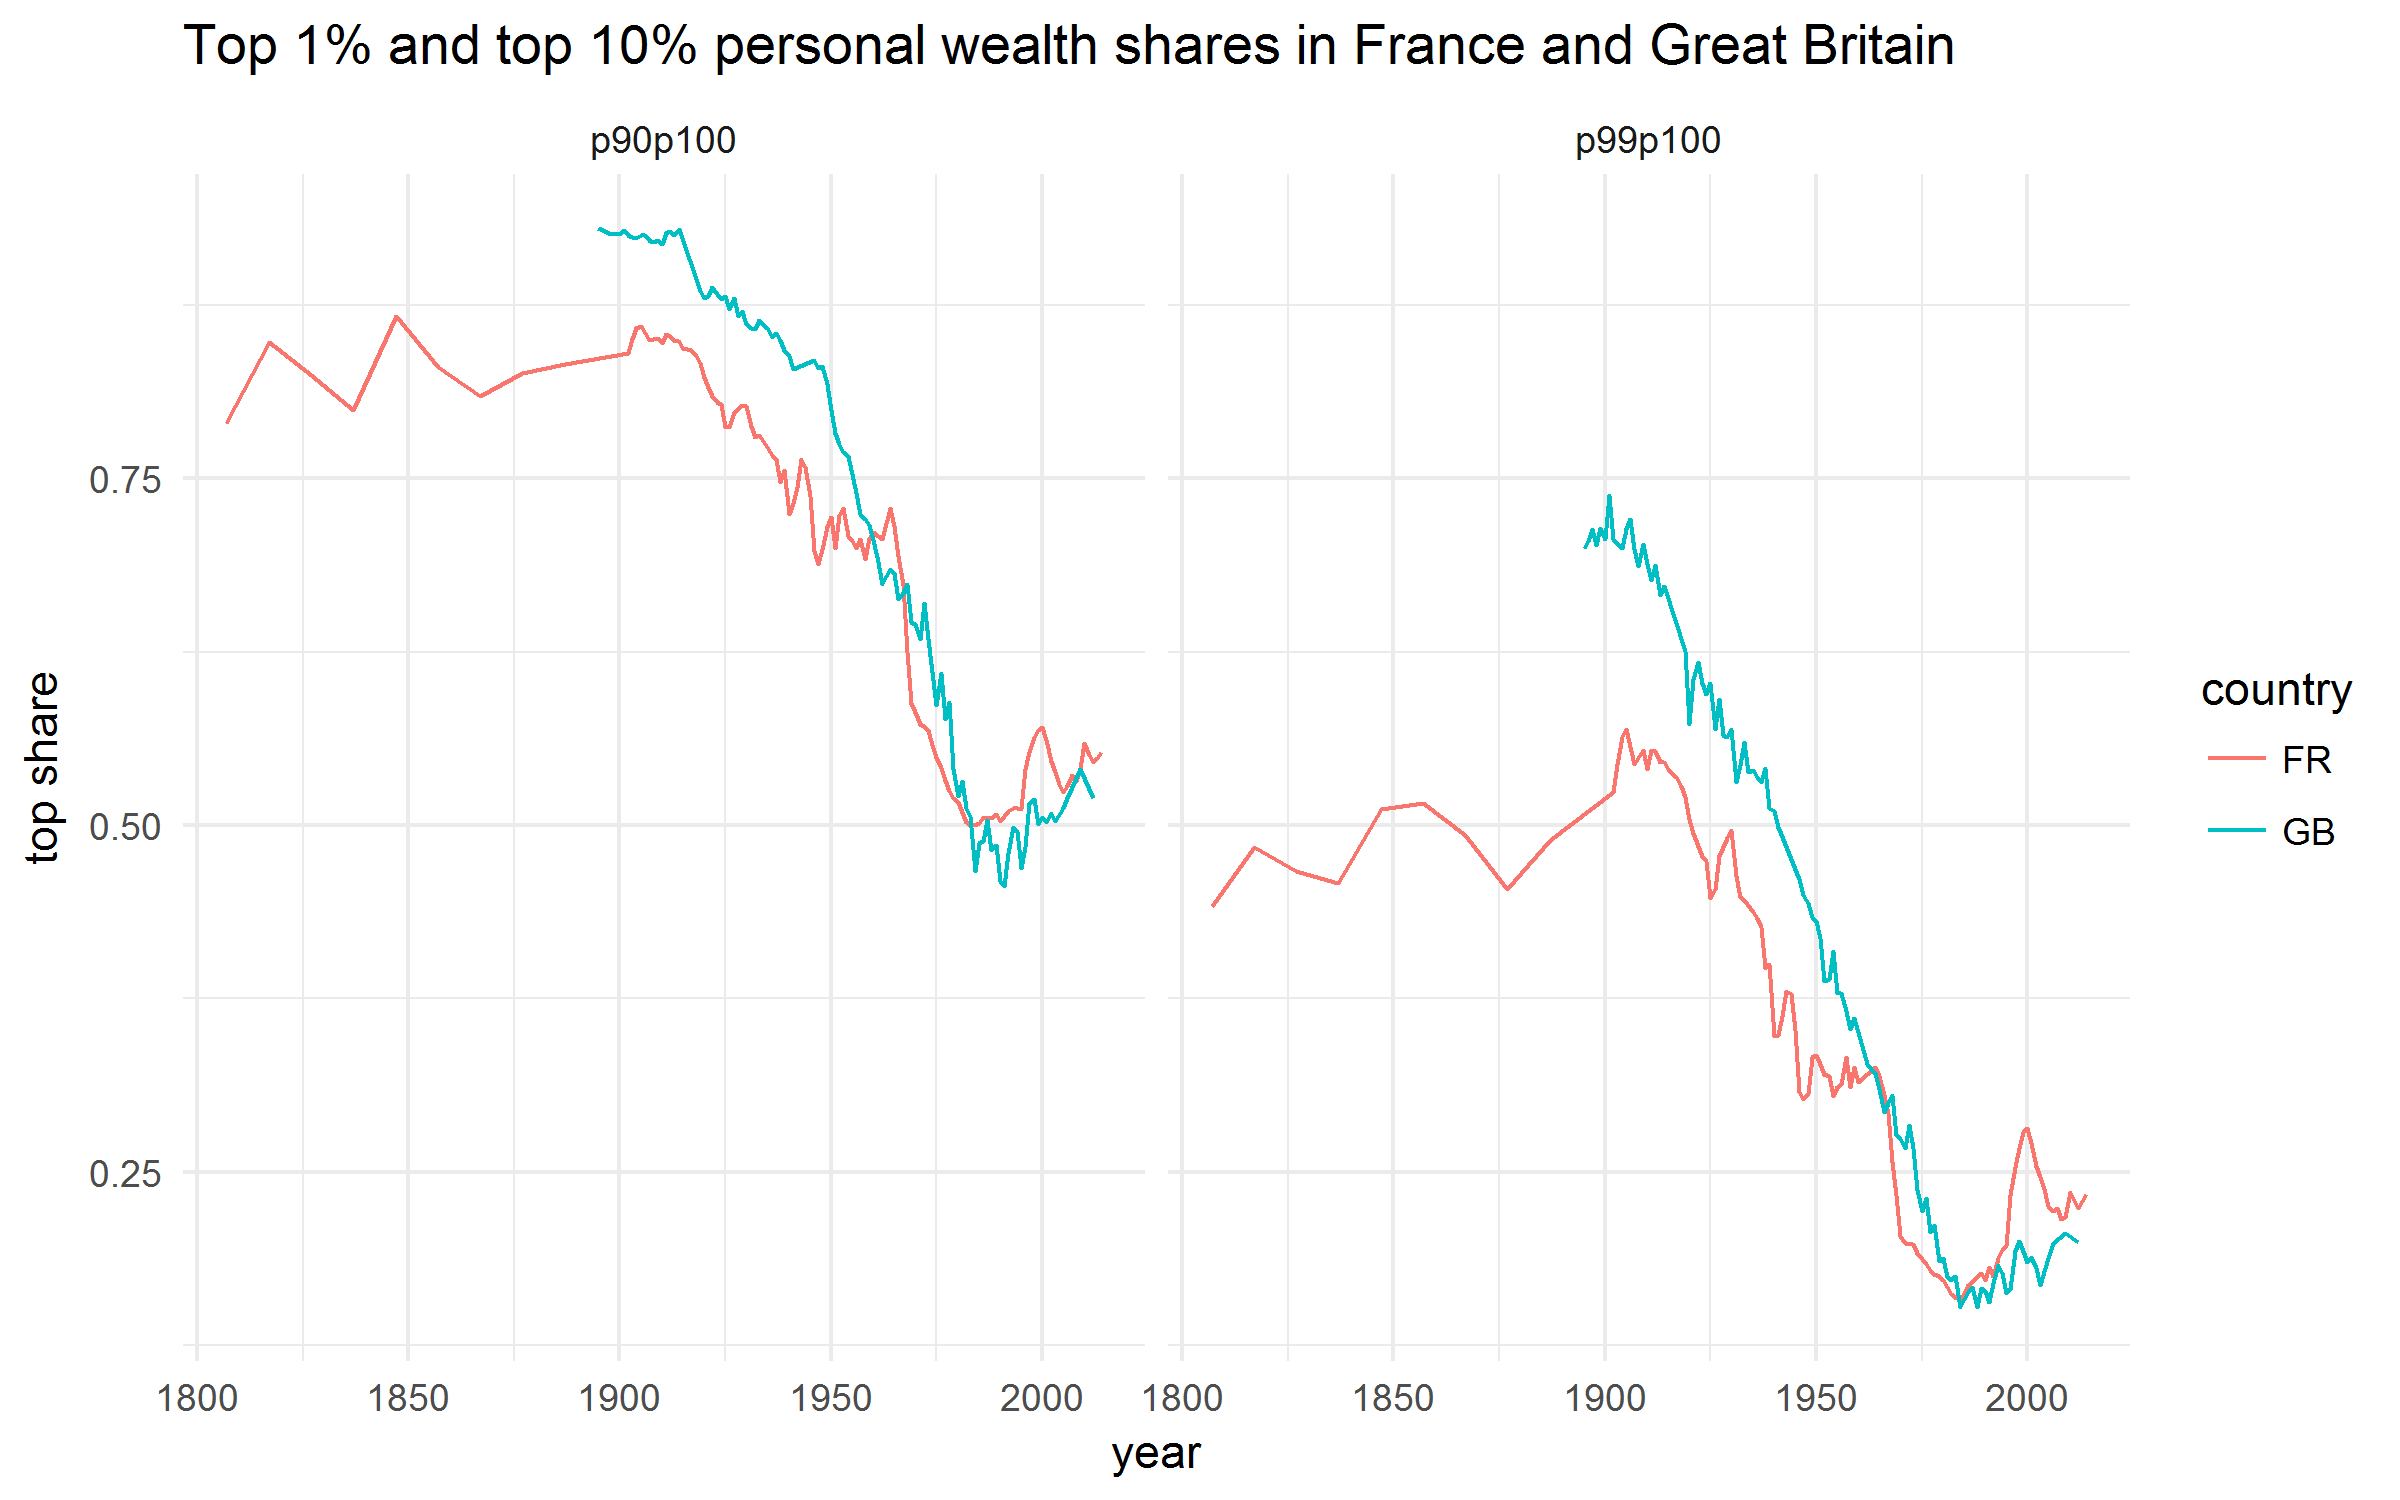 Top 1% and top 10% personal wealth shares in France and Great Britain
p90p100
p99p100
top share
0.75
0.50
0.25
1800
1850
1900
1950
2000
1800
1850
1900
1950
2000
year
country
FR
GB